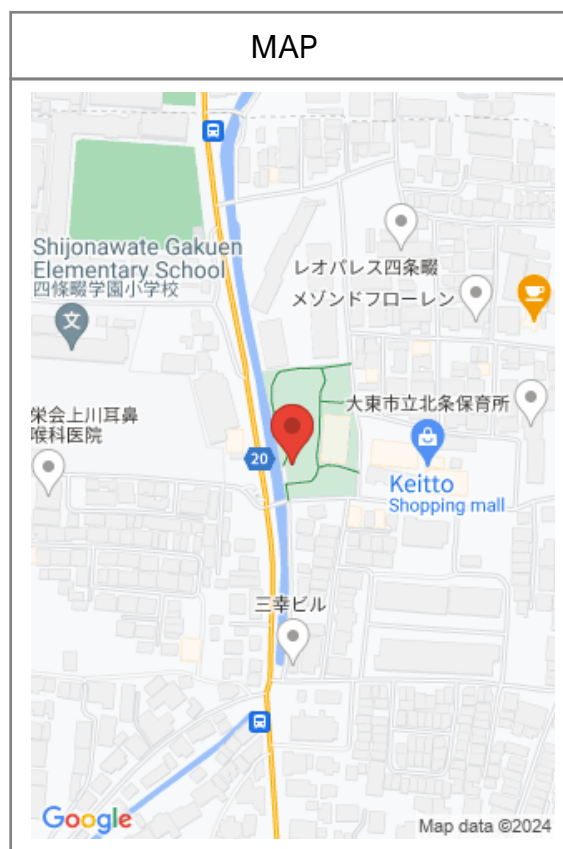 MAP
Shijonawate Gakuen
Elementary School
四條畷学園小学校
文
レオパレス四条畷
メゾンドフローレン
大東市立北条保育所
栄会上川耳鼻
喉科医院
20
Keitto
Shopping mall
三幸ビル
Google
Map data ©2024